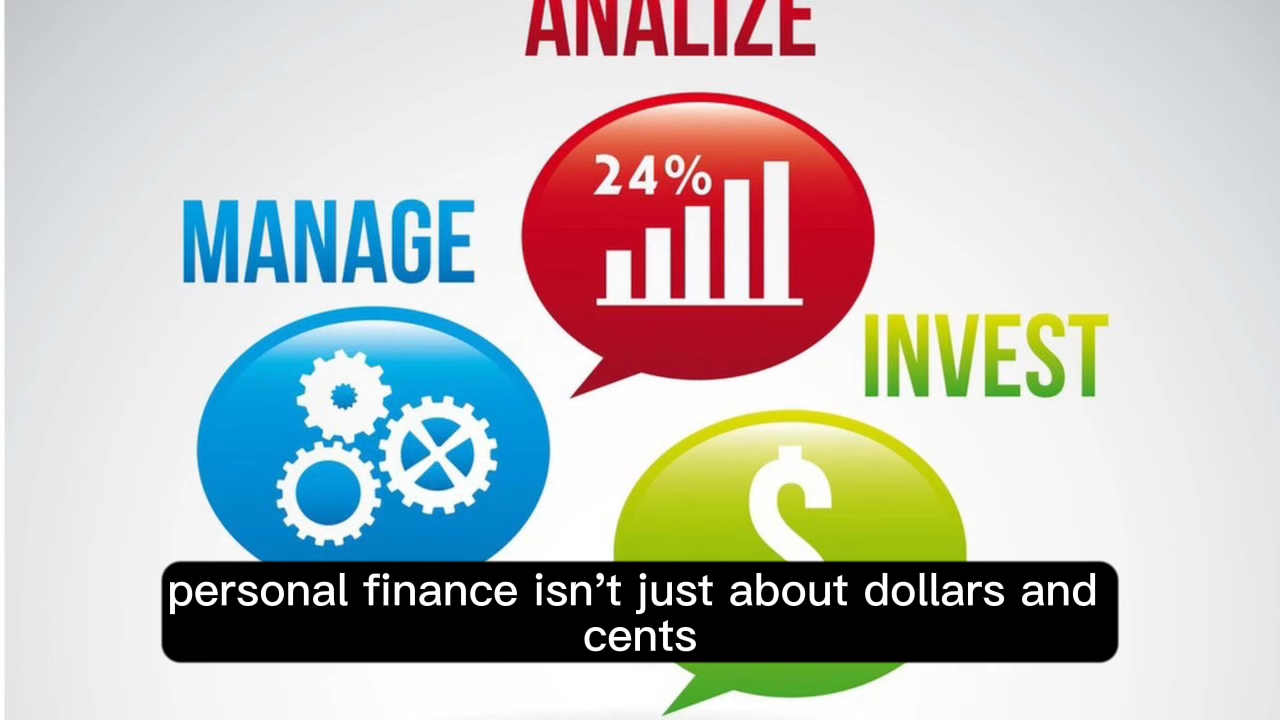 ANALIZE
24%
MANAGE
INVEST
$
personal finance isn’t just about dollars and
cents